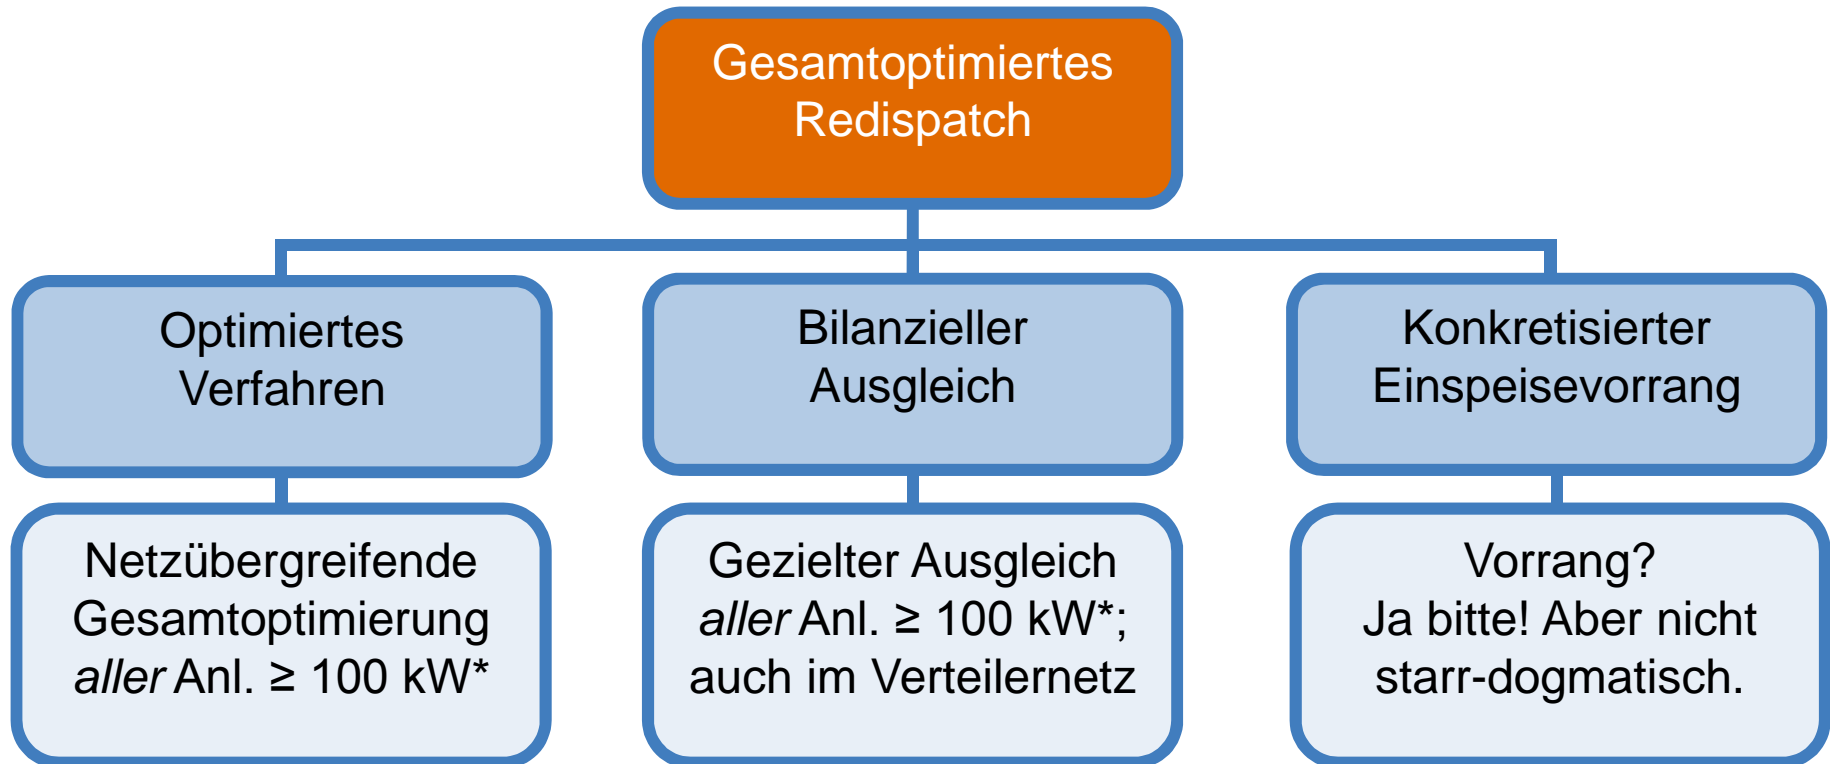 Gesamtoptimiertes
Redispatch
Optimiertes
Verfahren
Bilanzieller
Ausgleich
Konkretisierter
Einspeisevorrang
Netzübergreifende
Gesamtoptimierung
aller Anl. ≥ 100 kW*
Gezielter Ausgleich
aller Anl. ≥ 100 kW*;
auch im Verteilernetz
Vorrang?
Ja bitte! Aber nicht
starr-dogmatisch.